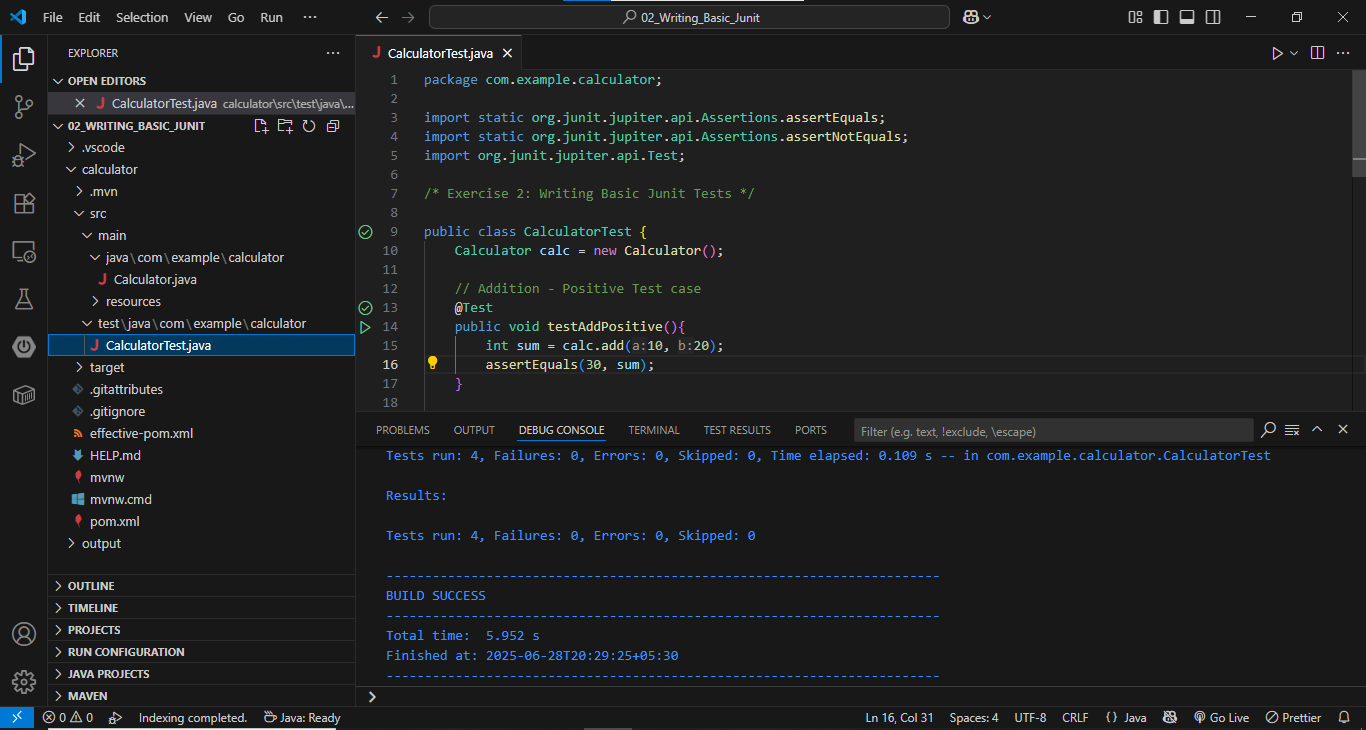 File Edit Selection View Go Run ··· 02_Writing_Basic_Junit
EXPLORER ···
OPEN EDITORS
CalculatorTest.java calculator\src\test\java\...
02_WRITING_BASIC_JUNIT
.vscode
calculator
.mvn
src
main
java\com\example\calculator
J Calculator.java
resources
test\java\com\example\calculator
J CalculatorTest.java
target
.gitattributes
.gitignore
effective-pom.xml
HELP.md
mvnw
mvnw.cmd
pom.xml
output
OUTLINE
TIMELINE
PROJECTS
RUN CONFIGURATION
JAVA PROJECTS
MAVEN
J CalculatorTest.java
1 package com.example.calculator;
2
3 import static org.junit.jupiter.api.Assertions.assertEquals;
4 import static org.junit.jupiter.api.Assertions.assertNotEquals;
5 import org.junit.jupiter.api.Test;
6
7 /* Exercise 2: Writing Basic Junit Tests */
8
9 public class CalculatorTest {
10 Calculator calc = new Calculator();
11
12 // Addition - Positive Test case
13 @Test
14 public void testAddPositive(){
15 int sum = calc.add(a:10, b:20);
16 assertEquals(30, sum);
17 }
18
PROBLEMS OUTPUT DEBUG CONSOLE TERMINAL TEST RESULTS PORTS Filter (e.g. text, !exclude, \escape)
Tests run: 4, Failures: 0, Errors: 0, Skipped: 0, Time elapsed: 0.109 s -- in com.example.calculator.CalculatorTest
Results:
Tests run: 4, Failures: 0, Errors: 0, Skipped: 0
------------------------------------------------------------------------
BUILD SUCCESS
------------------------------------------------------------------------
Total time: 5.952 s
Finished at: 2025-06-28T20:29:25+05:30
------------------------------------------------------------------------
0 0 Indexing completed. Java: Ready Ln 16, Col 31 Spaces: 4 UTF-8 CRLF {} Java Go Live Prettier